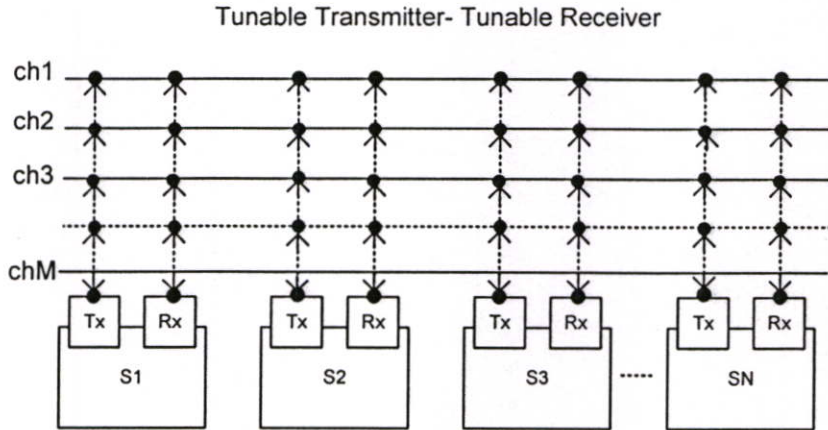 Tunable Transmitter- Tunable Receiver
ch1
ch2
ch3
chM
Tx Rx Tx Rx Tx Rx Tx Rx
S1 S2 S3 SN